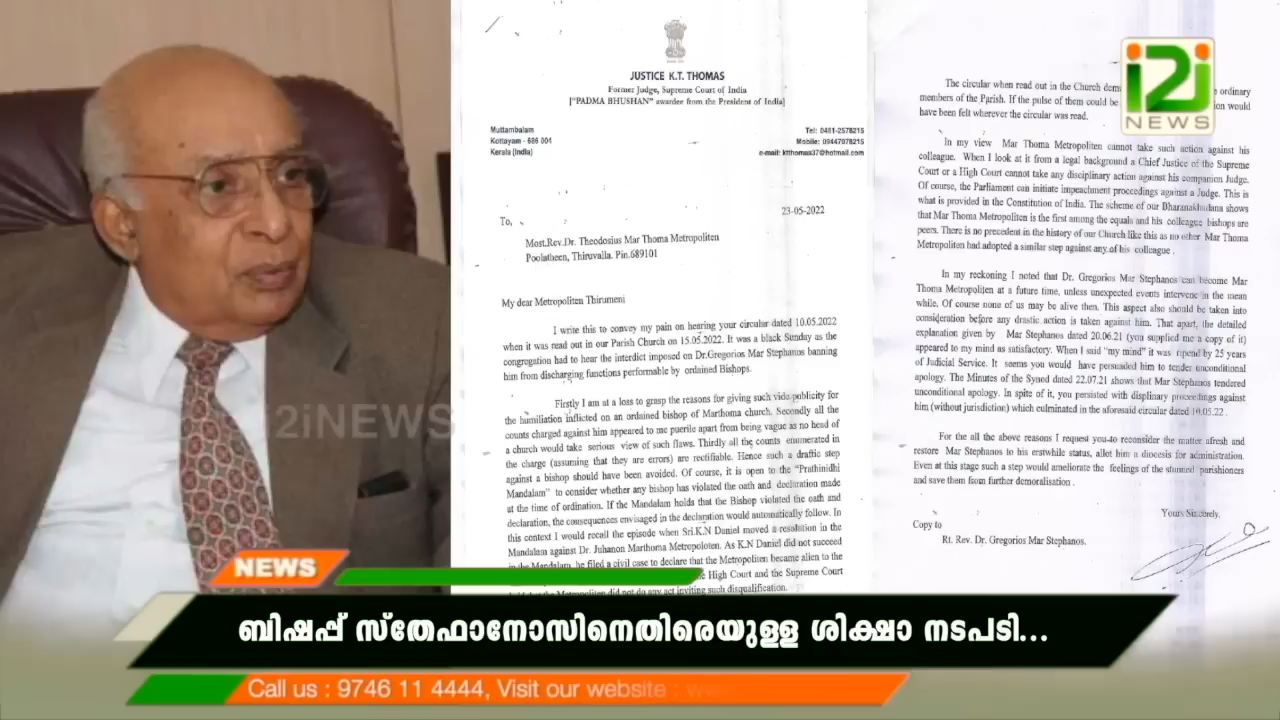 JUSTICE K.T. THOMAS
Former Judge, Supreme Court of India
["PADMA BHUSHAN" awardee from the President of India]
Muttambalam
Kottayam - 686 004
Kerala (India)
Tel: 0481-2578215
Mobile: 09447078215
e-mail: ktthomas37@hotmail.com
23-05-2022
To,
Most.Rev.Dr. Theodosius Mar Thoma Metropoliten
Poolatheen, Thiruvalla. Pin.689101
My dear Metropoliten Thirumeni
I write this to convey my pain on hearing your circular dated 10.05.2022
when it was read out in our Parish Church on 15.05.2022. It was a black Sunday as the
congregation had to hear the interdict imposed on Dr.Gregorios Mar Stephanos banning
him from discharging functions performable by ordained Bishops.
Firstly I am at a loss to grasp the reasons for giving such vide publicity for
the humiliation inflicted on an ordained bishop of Marthoma church. Secondly all the
counts charged against him appeared to me puerile apart from being vague as no head of
a church would take serious view of such flaws. Thirdly all the counts enumerated in
the charge (assuming that they are errors) are rectifiable. Hence such a draftic step
against a bishop should have been avoided. Of course, it is open to the "Prathinidhi
Mandalam" to consider whether any bishop has violated the oath and declaration made
at the time of ordination. If the Mandalam holds that the Bishop violated the oath and
declaration, the consequences envisaged in the declaration would automatically follow. In
this context I would recall the episode when Sri.K.N Daniel moved a resolution in the
Mandalam against Dr. Juhanon Marthoma Metropoloten. As K.N Daniel did not succeed
in the Mandalam, he filed a civil case to declare that the Metropoliten became alien to the
High Court and the Supreme Court
the Metropoliten did not do any act inviting such disqualification.
The circular when read out in the Church ordinary
members of the Parish. If the pulse of them could be would
have been felt wherever the circular was read.
In my view Mar Thoma Metropoliten cannot take such action against his
colleague. When I look at it from a legal background a Chief Justice of the Supreme
Court or a High Court cannot take any disciplinary action against his companion Judge.
Of course, the Parliament can initiate impeachment proceedings against a Judge. This is
what is provided in the Constitution of India. The scheme of our Bharanakhadana shows
that Mar Thoma Metropoliten is the first among the equals and his colleague bishops are
peers. There is no precedent in the history of our Church like this as no other Mar Thoma
Metropoliten had adopted a similar step against any of his colleague.
In my reckoning I noted that Dr. Gregorios Mar Stephanos can become Mar
Thoma Metropoliten at a future time, unless unexpected events intervene in the mean
while. Of course none of us may be alive then. This aspect also should be taken into
consideration before any drastic action is taken against him. That apart, the detailed
explanation given by Mar Stephanos dated 20.06.21 (you supplied me a copy of it)
appeared to my mind as satisfactory. When I said "my mind" it was ripend by 25 years
of Judicial Service. It seems you would have persuaded him to tender unconditional
apology. The Minutes of the Synod dated 22.07.21 shows that Mar Stephanos tendered
unconditional apology. In spite of it, you persisted with displinary proceedings against
him (without jurisdiction) which culminated in the aforesaid circular dated 10.05.22 .
For the all the above reasons I request you to reconsider the matter afresh and
restore Mar Stephanos to his erstwhile status, allot him a diocesis for administration.
Even at this stage such a step would ameliorate the feelings of the stunned parishioners
and save them from further demoralisation .
Yours Sincerely,
Copy to
Rt. Rev. Dr. Gregorios Mar Stephanos.
i2i
NEWS
i2iNEWS
NEWS
ബിഷപ്പ് സ്തേഫാനോസിനെതിരെയുള്ള ശിക്ഷാ നടപടി...
Call us : 9746 11 4444, Visit our website :